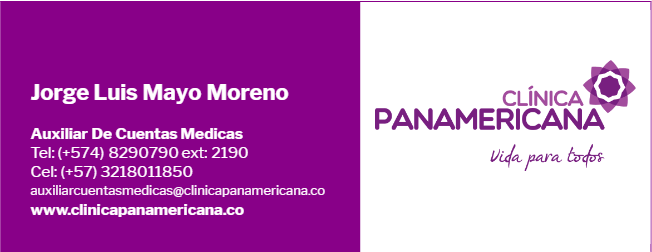 Jorge Luis Mayo Moreno
Auxiliar De Cuentas Medicas
Tel: (+574) 8290790 ext: 2190
Cel: (+57) 3218011850
auxiliarcuentasmedicas@clinicapanamericana.co
www.clinicapanamericana.co
CLÍNICA
PANAMERICANA
Vida para todos